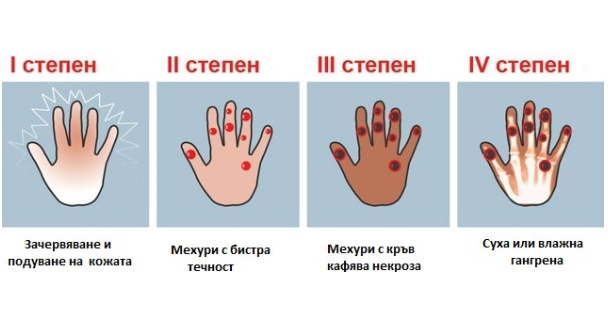 I степен
II степен
III степен
IV степен
Зачервяване и
подуване на кожата
Мехури с бистра
течност
Мехури с кръв
кафява некроза
Суха или влажна
гангрена